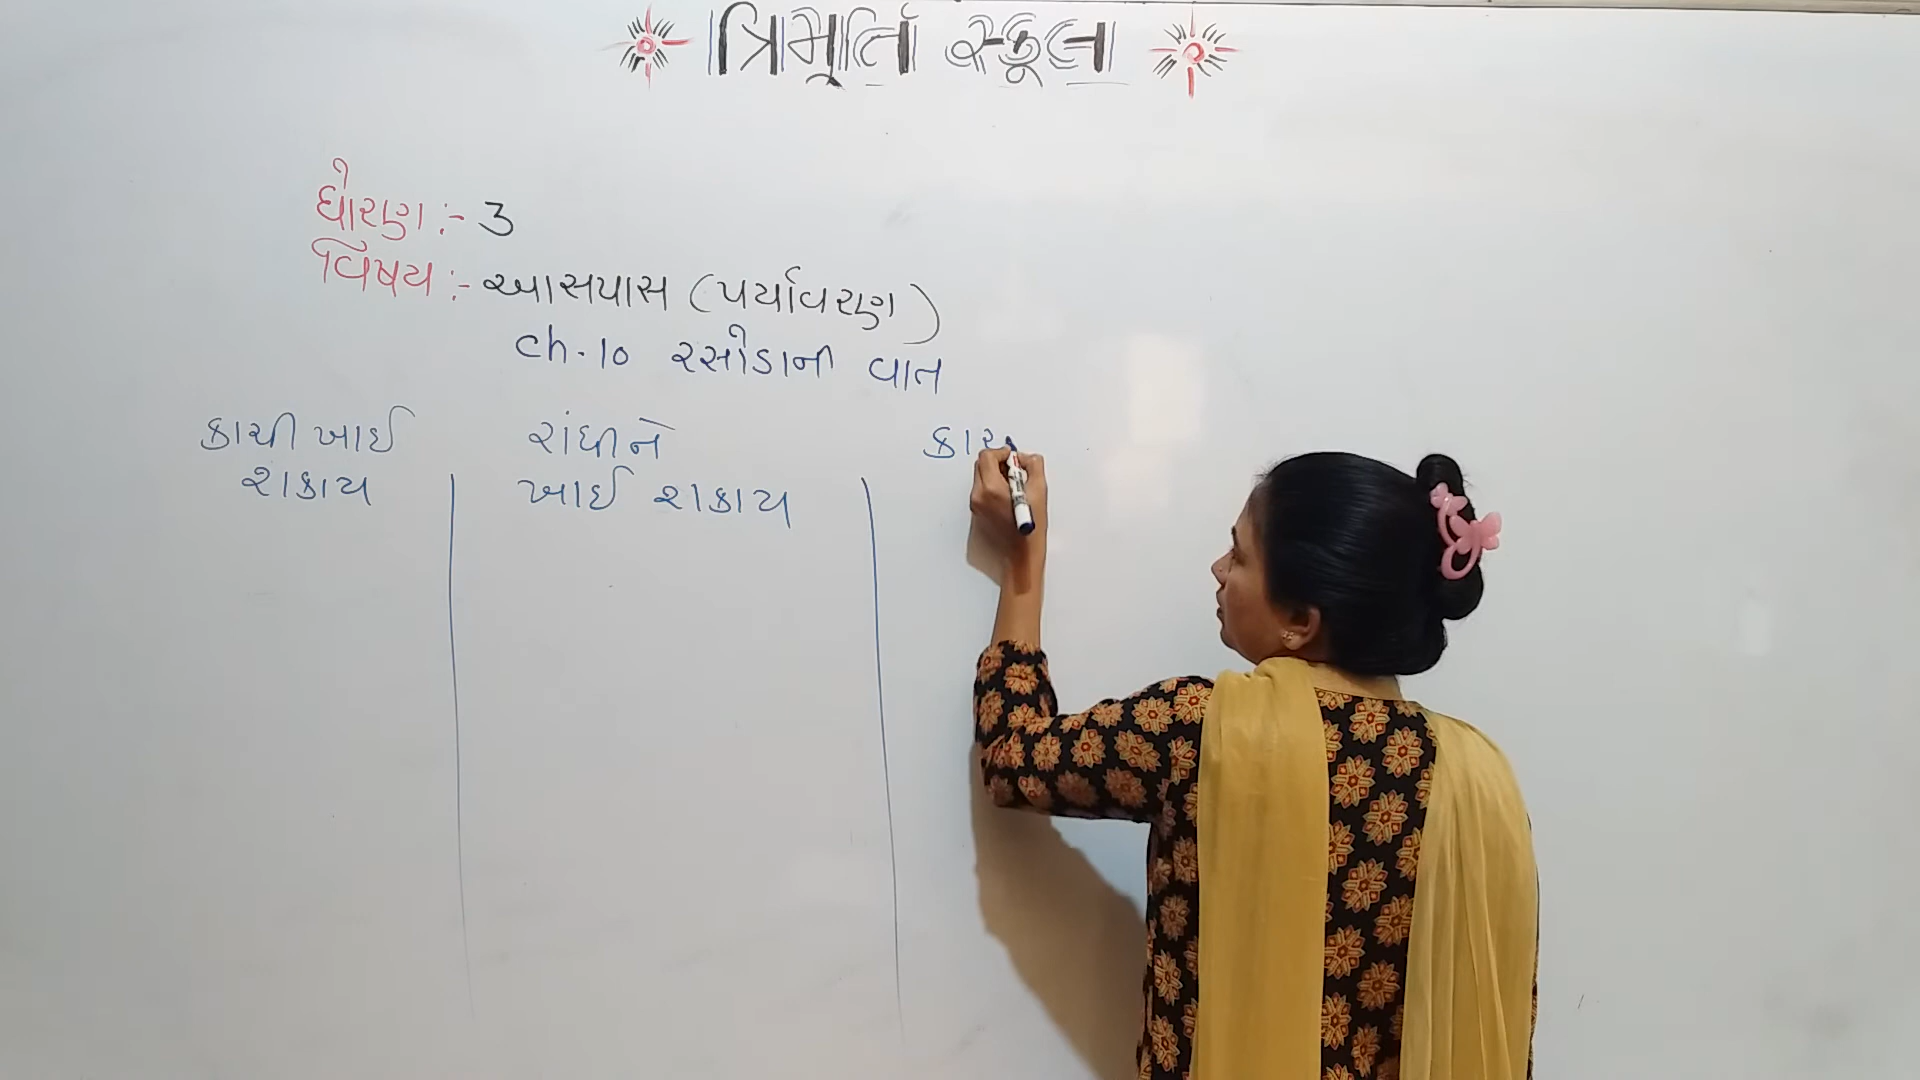 ત્રિમૂર્તિ સ્કૂલ
ધોરણ :- 3
વિષય :- આસપાસ (પર્યાવરણ)
ch.10 રસોડાની વાત
કાચી ખાઈ શકાય
રાંધીને ખાઈ શકાય
કાર